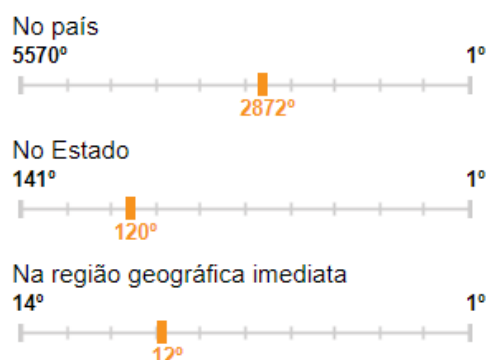 No país
5570º 1º
2872º
No Estado
141º 1º
120º
Na região geográfica imediata
14º 1º
12º